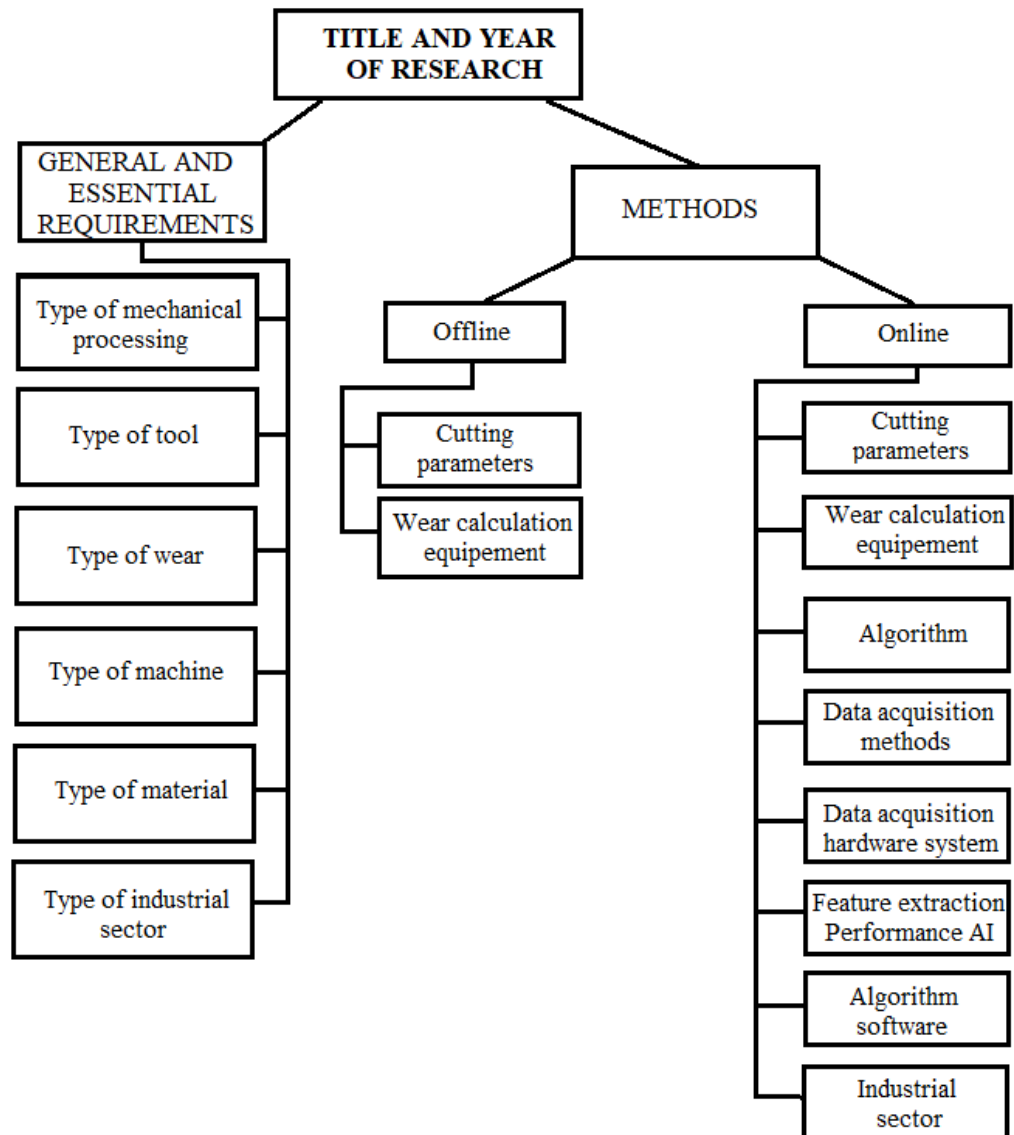 TITLE AND YEAR
OF RESEARCH
GENERAL AND
ESSENTIAL
REQUIREMENTS
Type of mechanical
processing
Type of tool
Type of wear
Type of machine
Type of material
Type of industrial
sector
METHODS
Offline
Cutting
parameters
Wear calculation
equipement
Online
Cutting
parameters
Wear calculation
equipement
Algorithm
Data acquisition
methods
Data acquisition
hardware system
Feature extraction
Performance AI
Algorithm
software
Industrial
sector